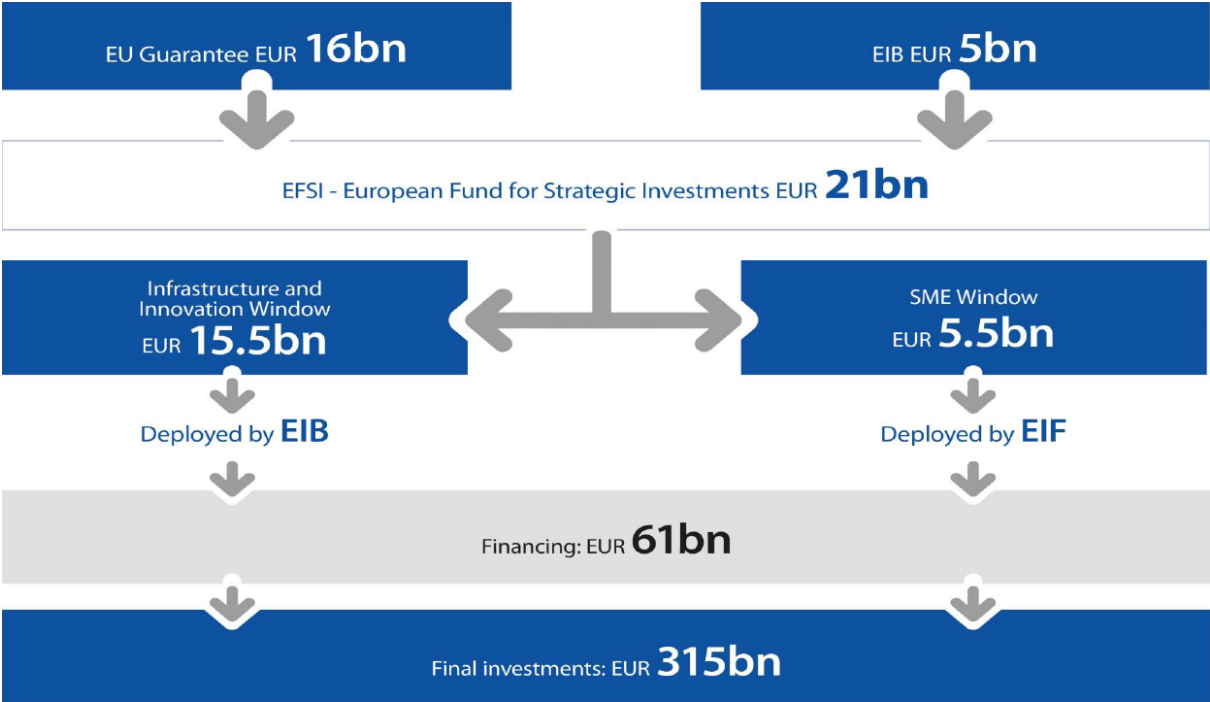 EU Guarantee EUR 16bn
EIB EUR 5bn
EFSI - European Fund for Strategic Investments EUR 21bn
Infrastructure and
Innovation Window
EUR 15.5bn
SME Window
EUR 5.5bn
Deployed by EIB
Deployed by EIF
Financing: EUR 61bn
Final investments: EUR 315bn